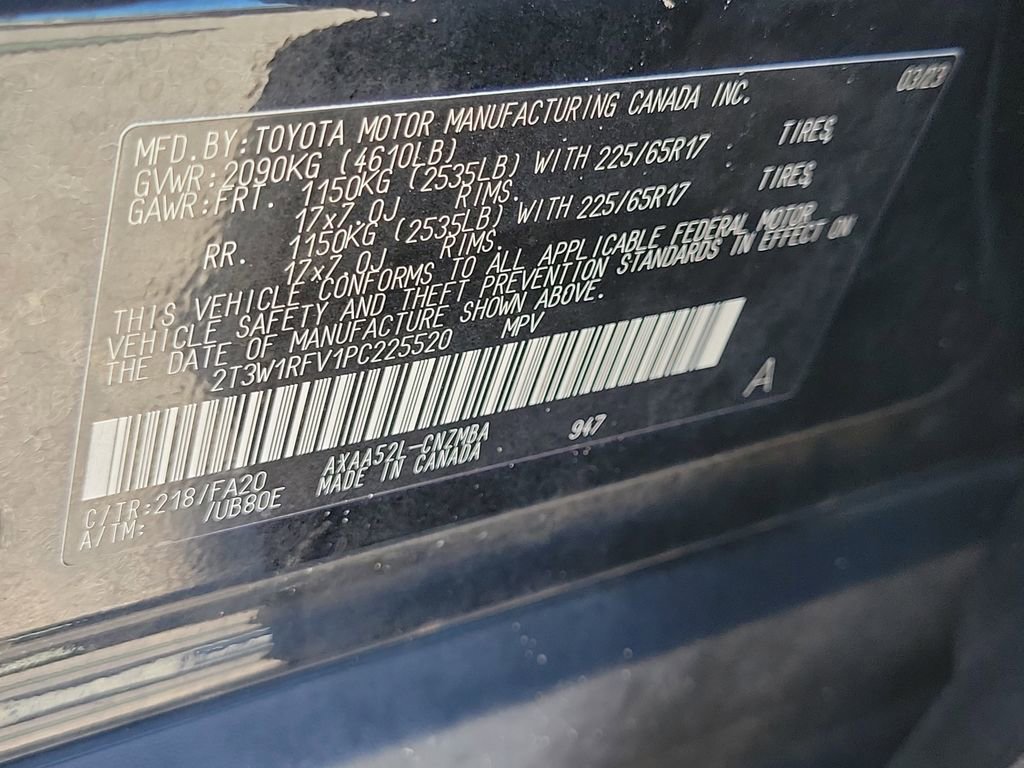 03/23
MFD.BY:TOYOTA MOTOR MANUFACTURING CANADA INC.
GVWR:2090KG (4610LB)
GAWR:FRT. 1150KG (2535LB) WITH 225/65R17 TIRES,
17x7.0J RIMS.
RR. 1150KG (2535LB) WITH 225/65R17 TIRES,
17x7.0J RIMS.
THIS VEHICLE CONFORMS TO ALL APPLICABLE FEDERAL MOTOR
VEHICLE SAFETY AND THEFT PREVENTION STANDARDS IN EFFECT ON
THE DATE OF MANUFACTURE SHOWN ABOVE.
2T3W1RFV1PC225520 MPV
A
C/TR:218/FA20 AXAA52L-CNZMBA 947
A/TM: /UB80E MADE IN CANADA